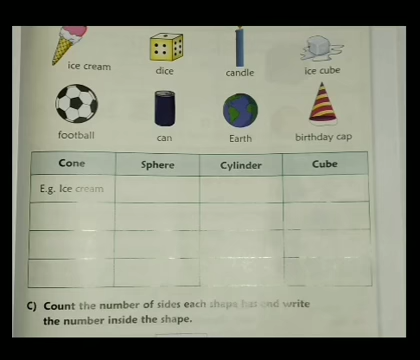 ice cream dice candle ice cube
football can Earth birthday cap
Cone Sphere Cylinder Cube
E.g. Ice cream
C) Count the number of sides each shape has and write
the number inside the shape.